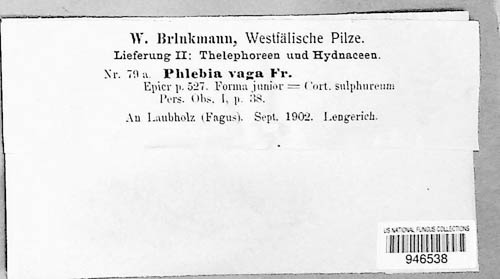 W. Brinkmann, Westfälische Pilze.
Lieferung II: Thelephoreen und Hydnaceen.
Nr. 79 a. Phlebia vaga Fr.
Epicr p. 527. Forma junior = Cort. sulphureum
Pers. Obs. I, p. 38.
An Laubholz (Fagus). Sept. 1902. Lengerich.
US NATIONAL FUNGUS COLLECTIONS
946538